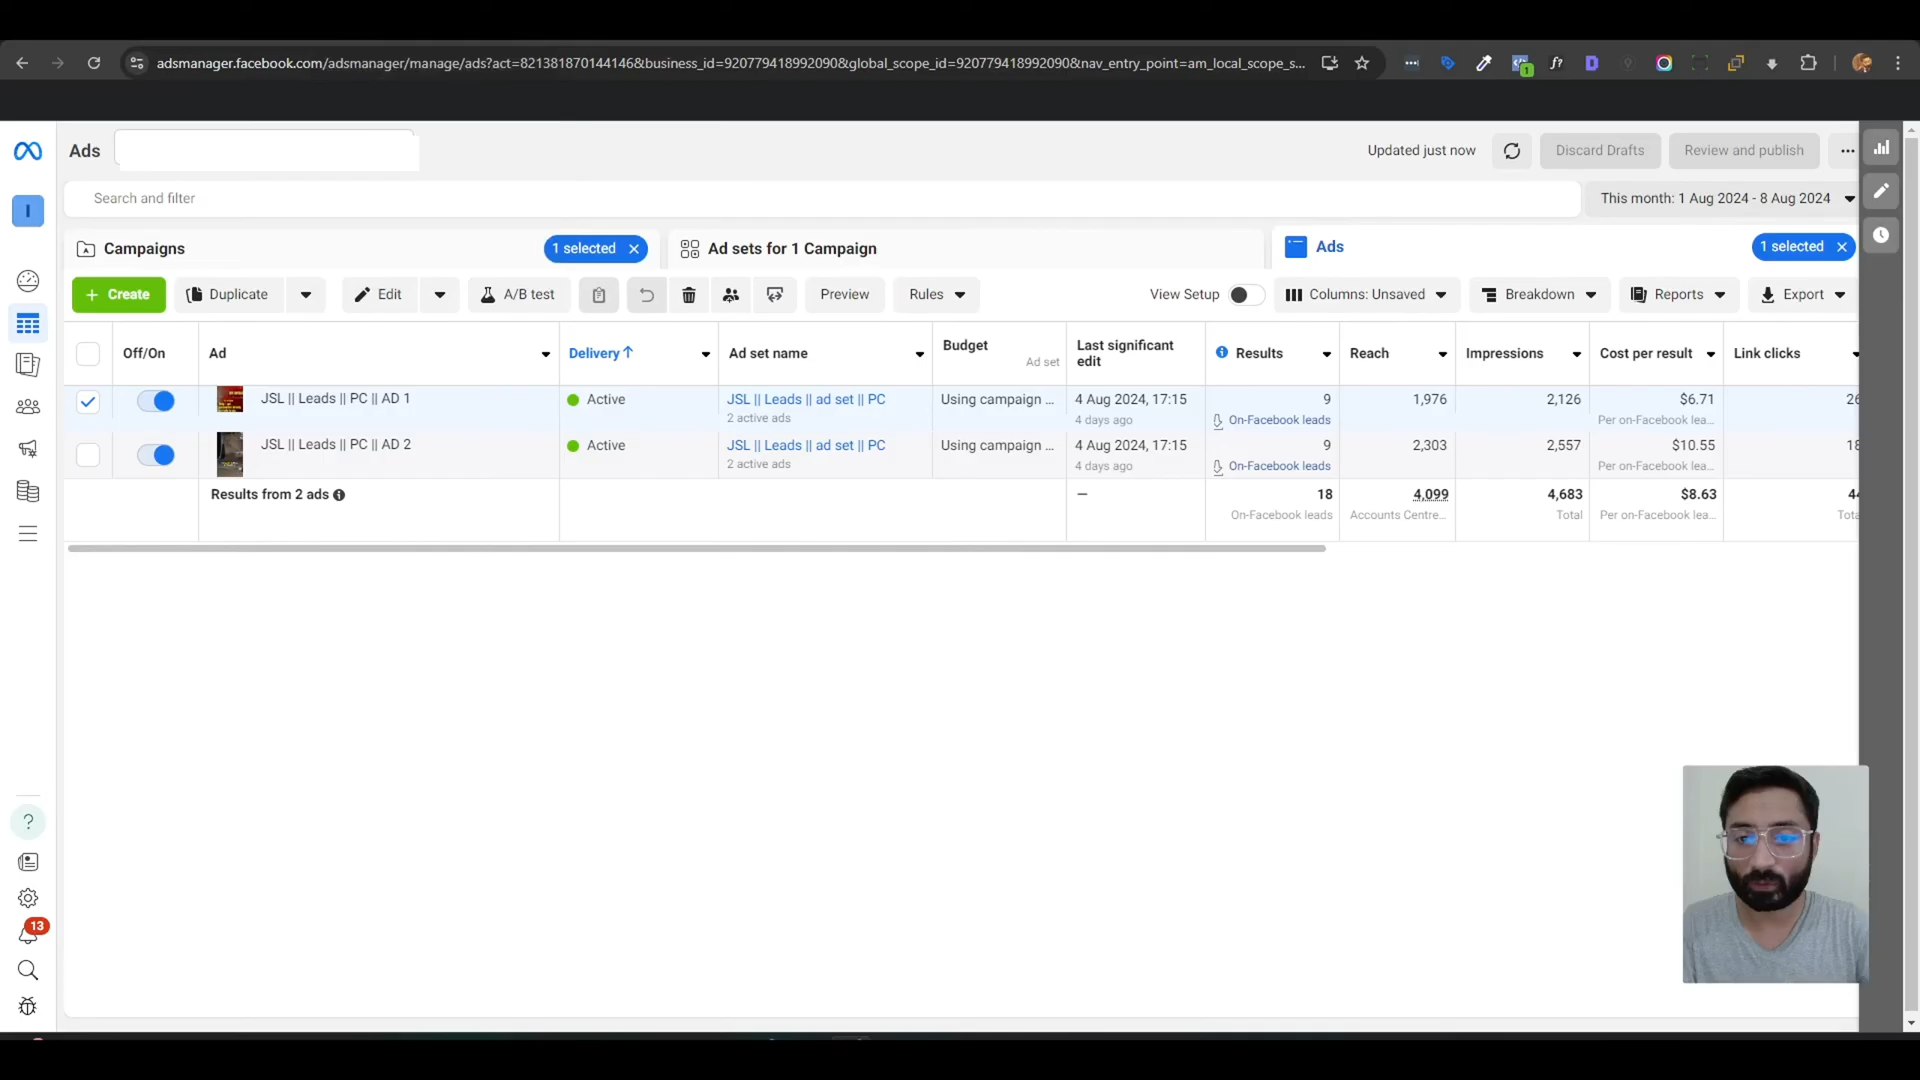 adsmanager.facebook.com/adsmanager/manage/ads?act=821381870144146&business_id=920779418992090&global_scope_id=920779418992090&nav_entry_point=am_local_scope_s...
1
Ads
Updated just now
Discard Drafts
Review and publish
I
Search and filter
This month: 1 Aug 2024 - 8 Aug 2024
Campaigns
1 selected
Ad sets for 1 Campaign
Ads
1 selected
+ Create
Duplicate
Edit
A/B test
Preview
Rules
View Setup
Columns: Unsaved
Breakdown
Reports
Export
Off/On
Ad
Delivery ↑
Ad set name
Budget
Ad set
Last significant edit
Results
Reach
Impressions
Cost per result
Link clicks
JSL || Leads || PC || AD 1
Active
JSL || Leads || ad set || PC
2 active ads
Using campaign ...
4 Aug 2024, 17:15
4 days ago
9
On-Facebook leads
1,976
2,126
$6.71
Per on-Facebook lea...
26
JSL || Leads || PC || AD 2
Active
JSL || Leads || ad set || PC
2 active ads
Using campaign ...
4 Aug 2024, 17:15
4 days ago
9
On-Facebook leads
2,303
2,557
$10.55
Per on-Facebook lea...
18
Results from 2 ads
—
18
On-Facebook leads
4,099
Accounts Centre...
4,683
Total
$8.63
Per on-Facebook lea...
44
Tota
?
13